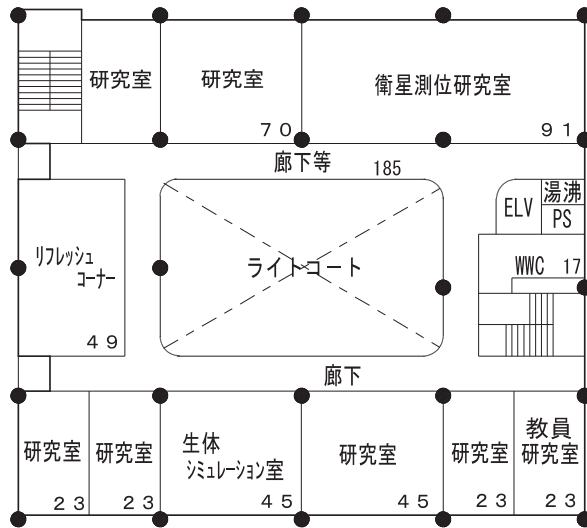 研究室
研究室
70
衛星測位研究室
91
廊下等
185
ELV
湯沸
PS
リフレッシュ
コーナー
49
ライトコート
WWC 17
廊下
研究室
23
研究室
23
生体
シミュレーション室
45
研究室
45
研究室
23
教員
研究室
23